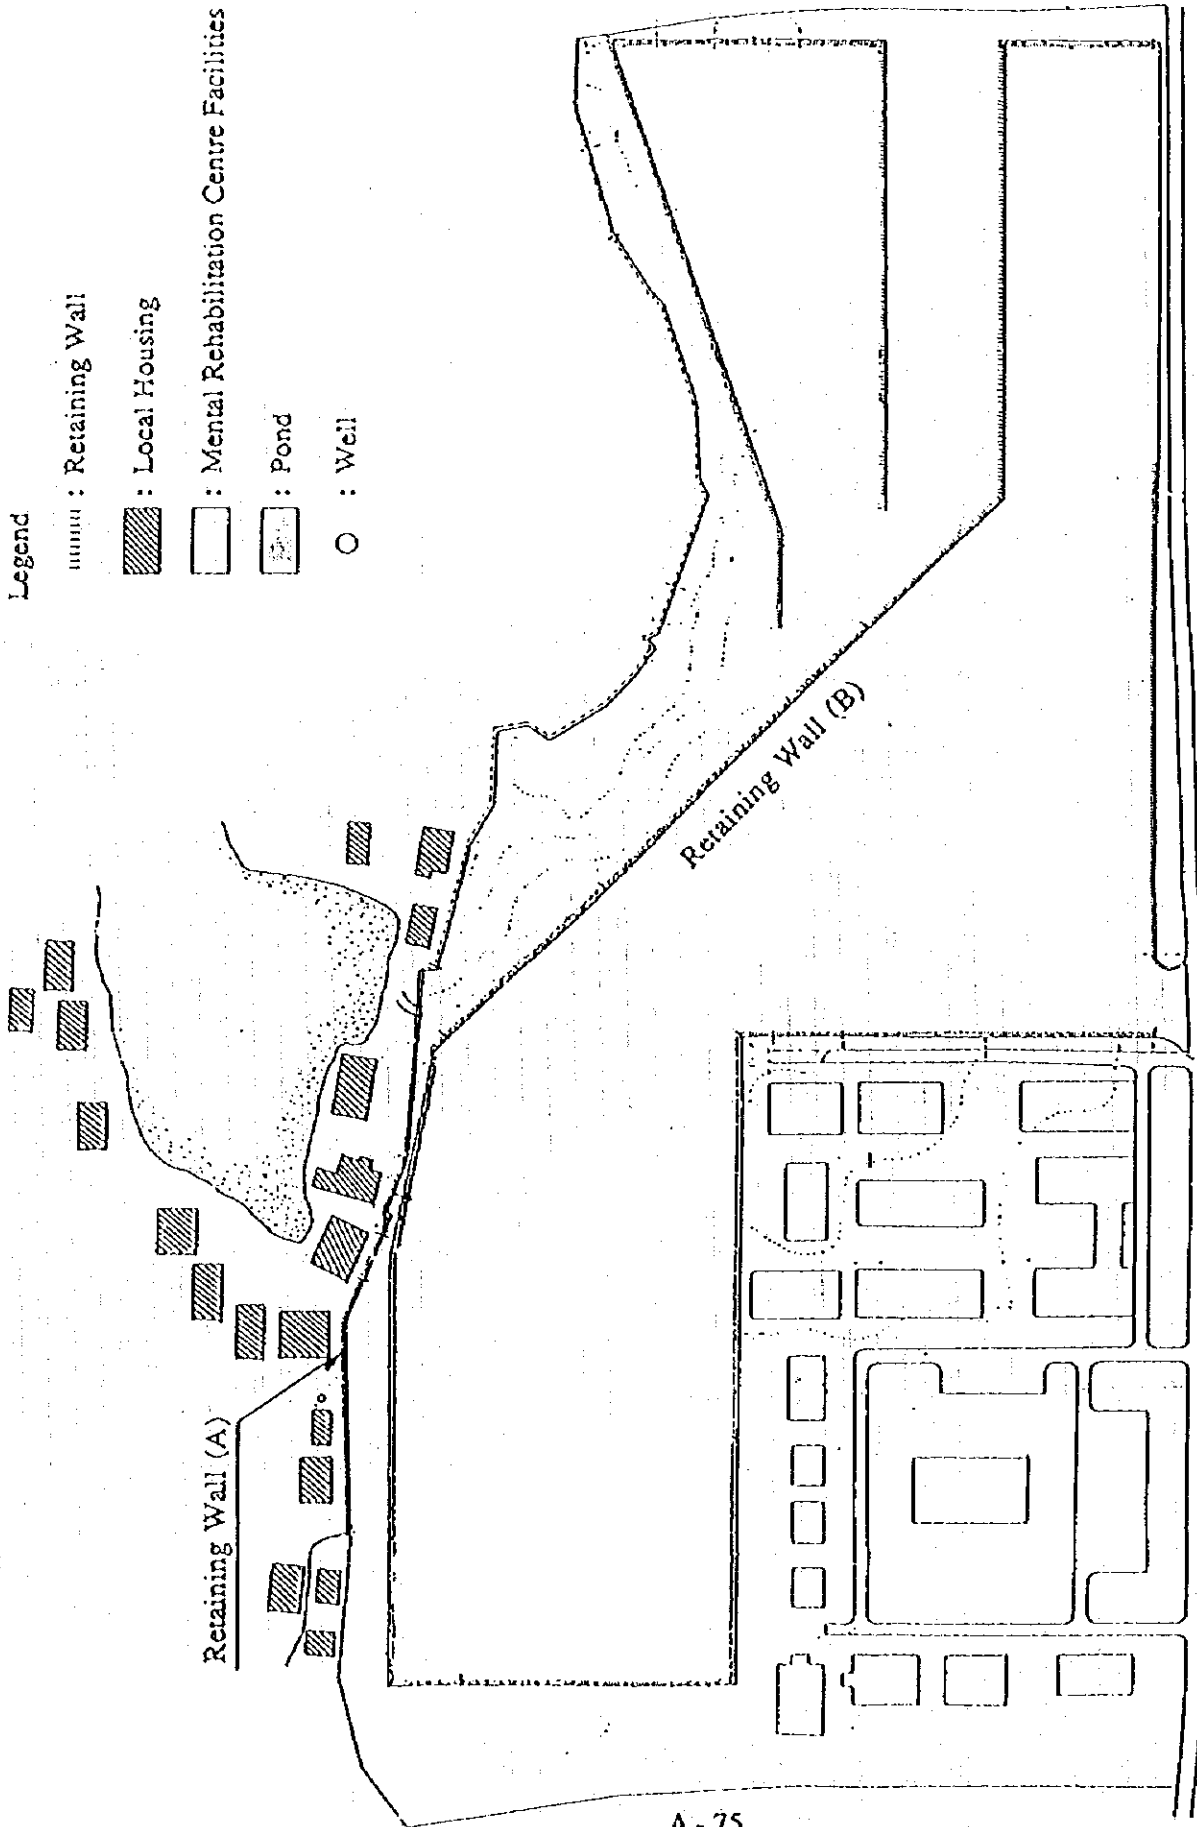 Legend
: Retaining Wall
: Local Housing
: Mental Rehabilitation Centre Facilities
: Pond
: Well
Retaining Wall (A)
Retaining Wall (B)
A - 75